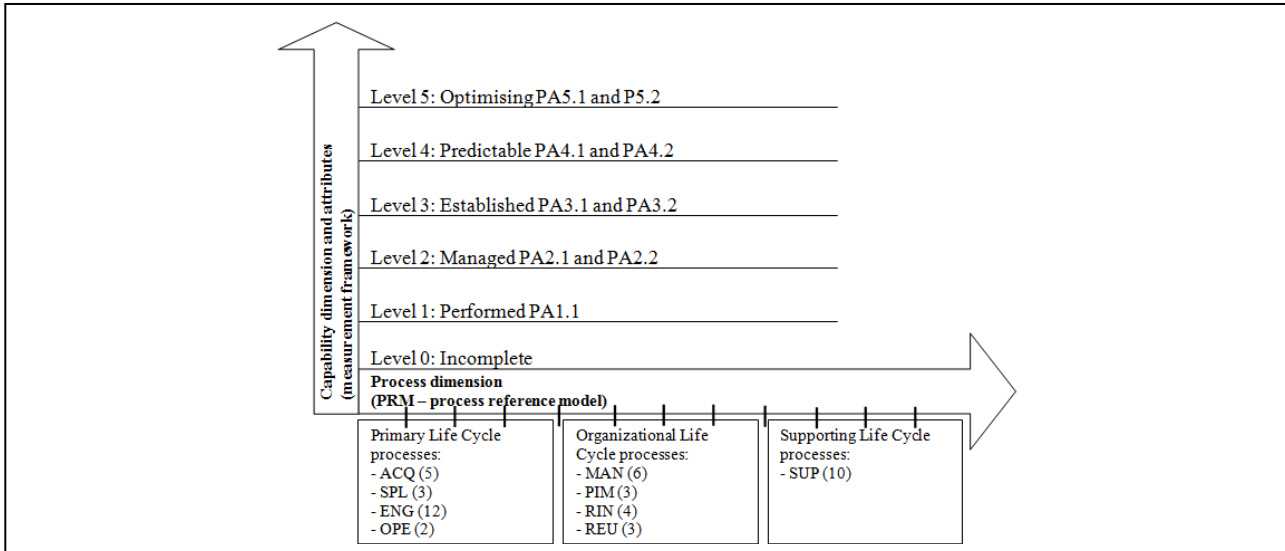 Capability dimension and attributes
(measurement framework)
Level 5: Optimising PA5.1 and P5.2
Level 4: Predictable PA4.1 and PA4.2
Level 3: Established PA3.1 and PA3.2
Level 2: Managed PA2.1 and PA2.2
Level 1: Performed PA1.1
Level 0: Incomplete
Process dimension
(PRM – process reference model)
Primary Life Cycle
processes:
- ACQ (5)
- SPL (3)
- ENG (12)
- OPE (2)
Organizational Life
Cycle processes:
- MAN (6)
- PIM (3)
- RIN (4)
- REU (3)
Supporting Life Cycle
processes:
- SUP (10)